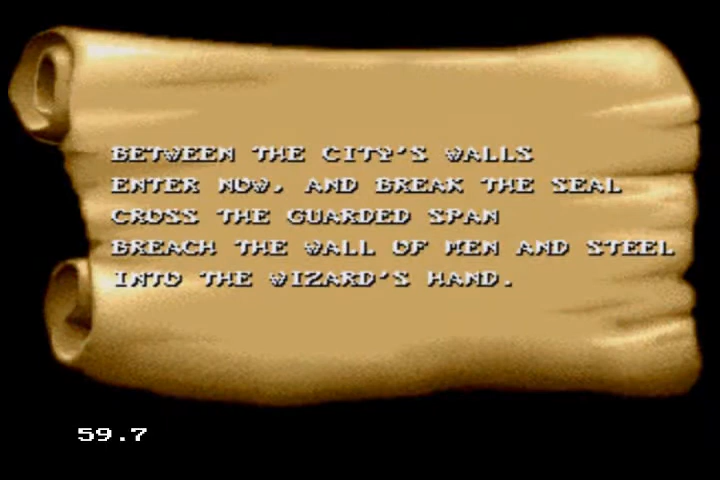 BETWEEN THE CITY'S WALLS
ENTER NOW, AND BREAK THE SEAL
CROSS THE GUARDED SPAN
BREACH THE WALL OF MEN AND STEEL
INTO THE WIZARD'S HAND.
59.7